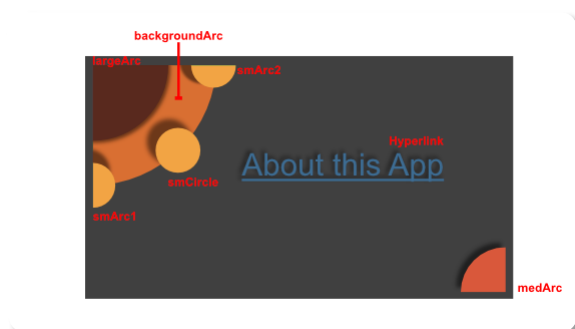 backgroundArc
largeArc
smArc2
Hyperlink
About this App
smCircle
smArc1
medArc